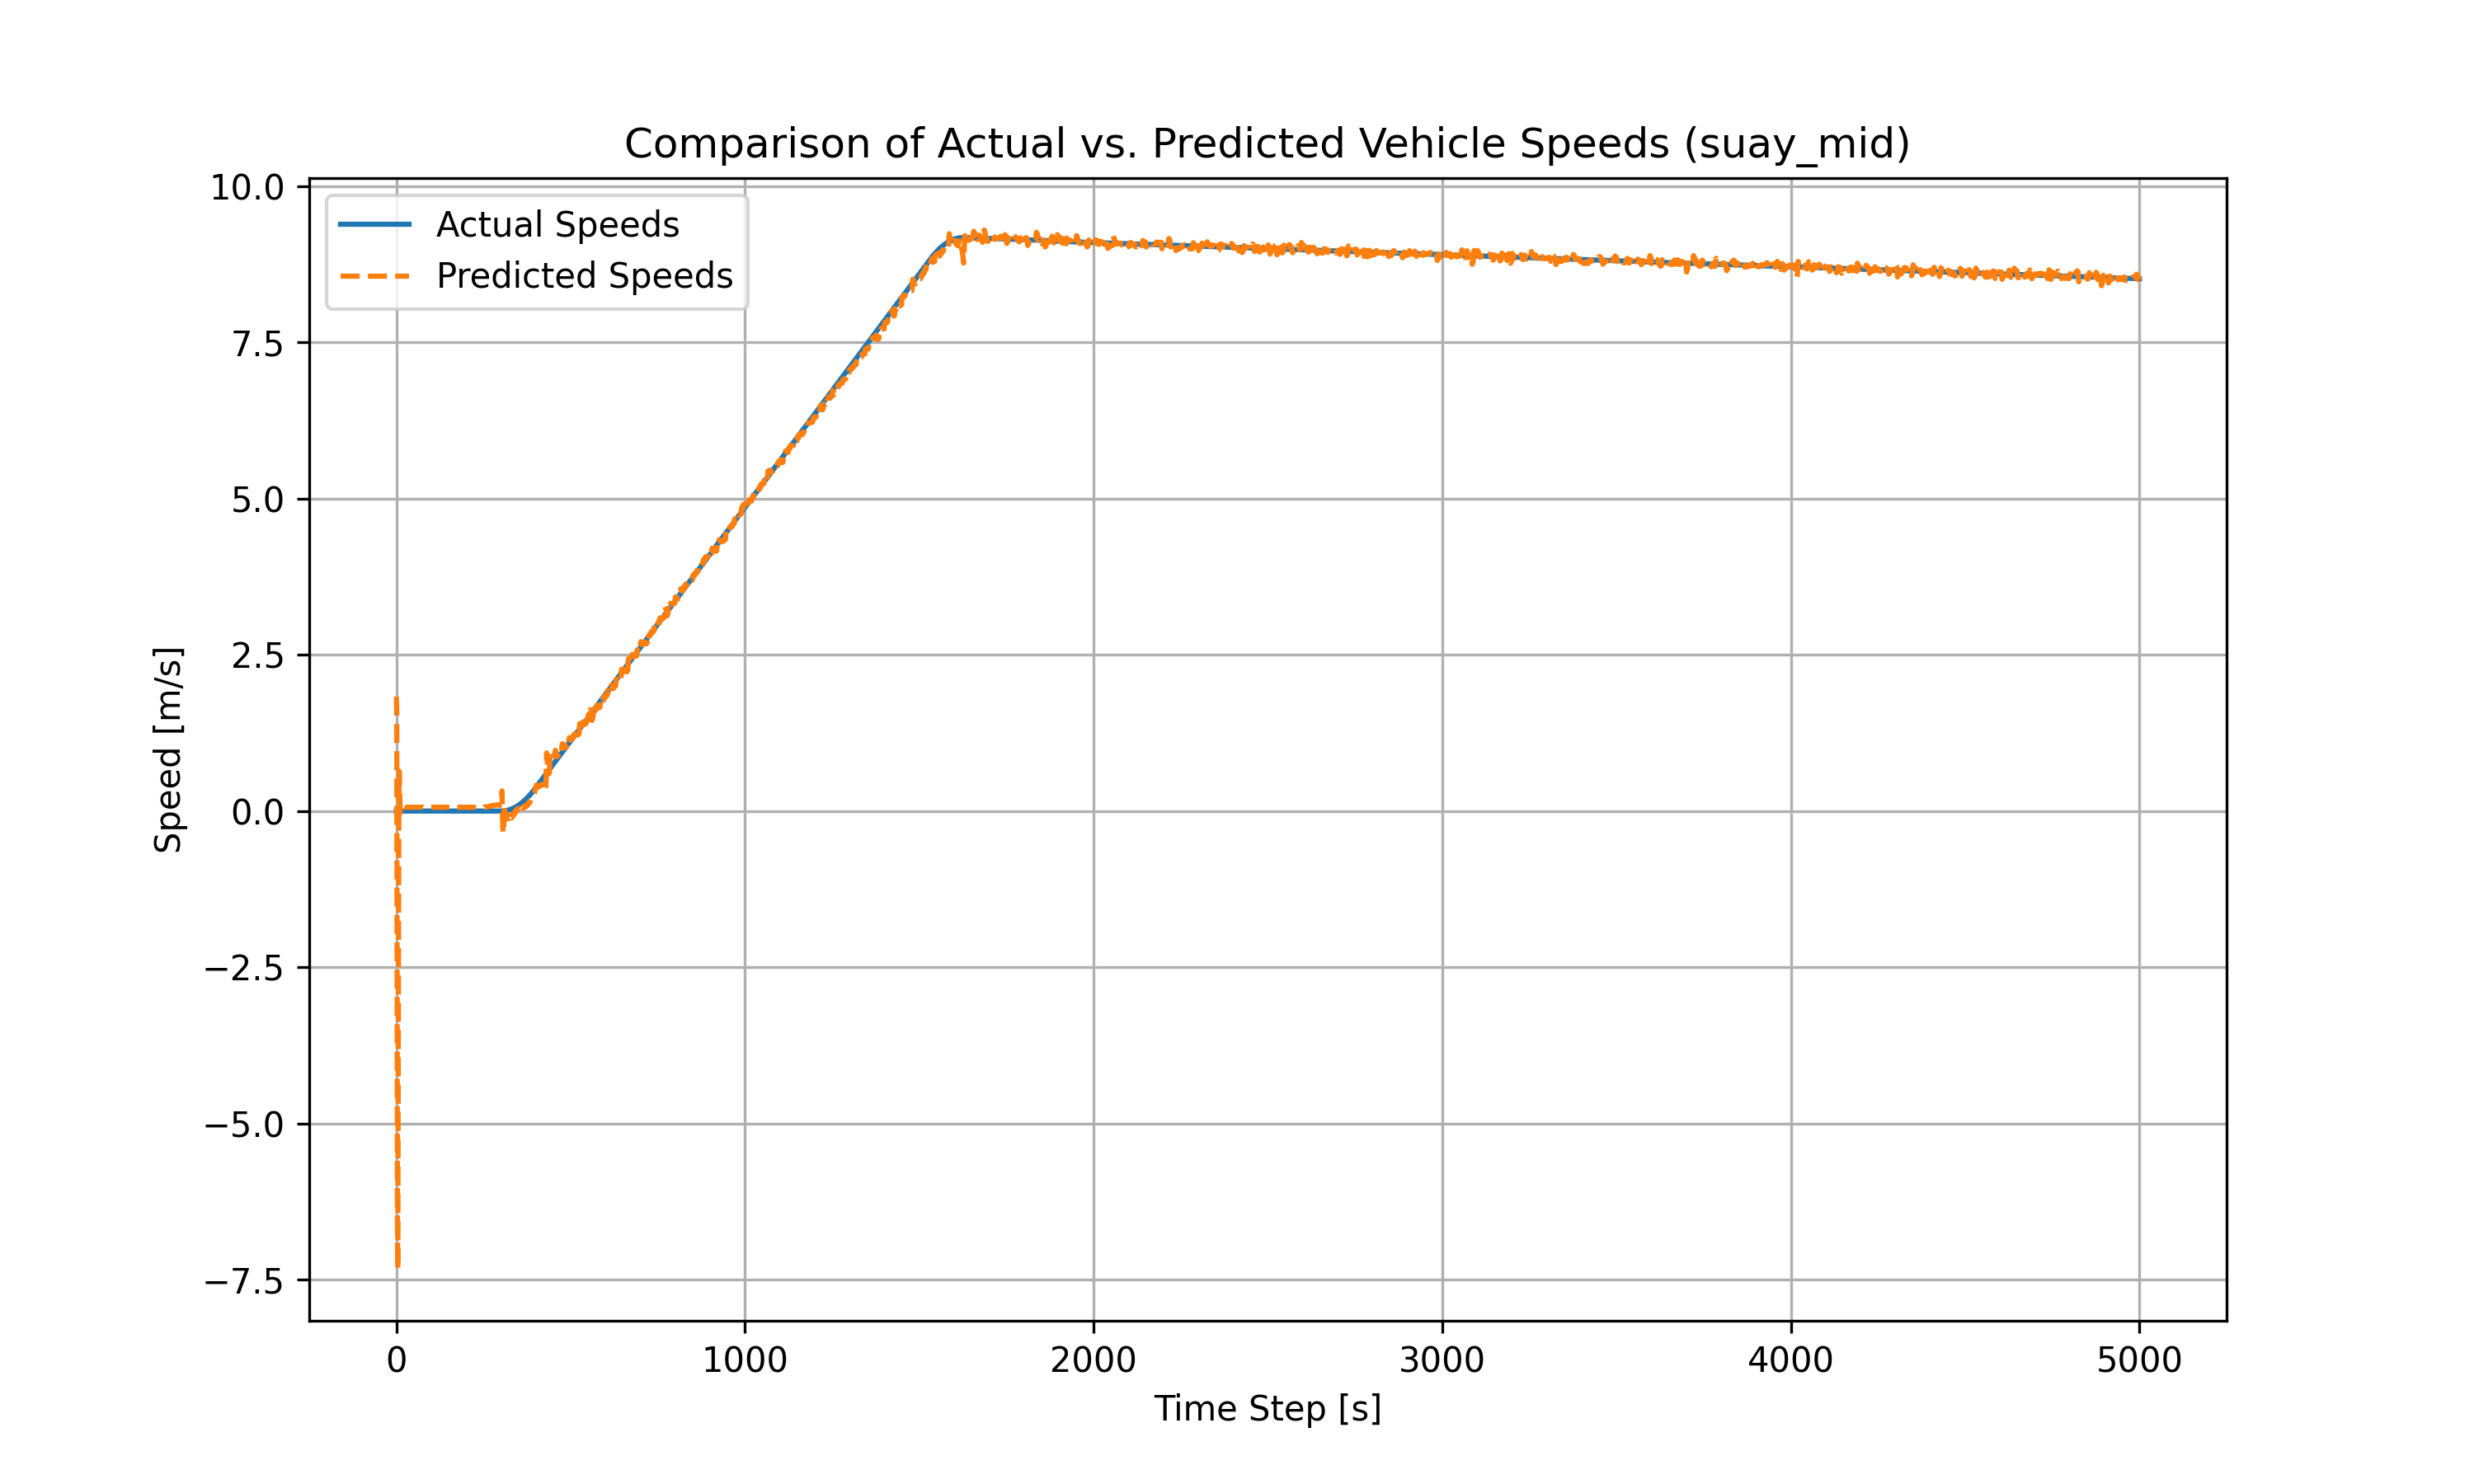 Comparison of Actual vs. Predicted Vehicle Speeds (suay_mid)
Actual Speeds
Predicted Speeds
Speed [m/s]
10.0
7.5
5.0
2.5
0.0
−2.5
−5.0
−7.5
0 1000 2000 3000 4000 5000
Time Step [s]